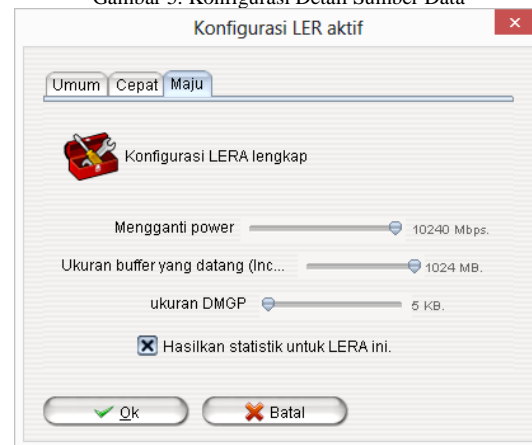 Gambar 3. Konfigurasi Detail Sumber Data
Konfigurasi LER aktif
Umum Cepat Maju
Konfigurasi LERA lengkap
Mengganti power 10240 Mbps.
Ukuran buffer yang datang (Inc... 1024 MB.
ukuran DMGP 5 KB.
Hasilkan statistik untuk LERA ini.
Ok Batal